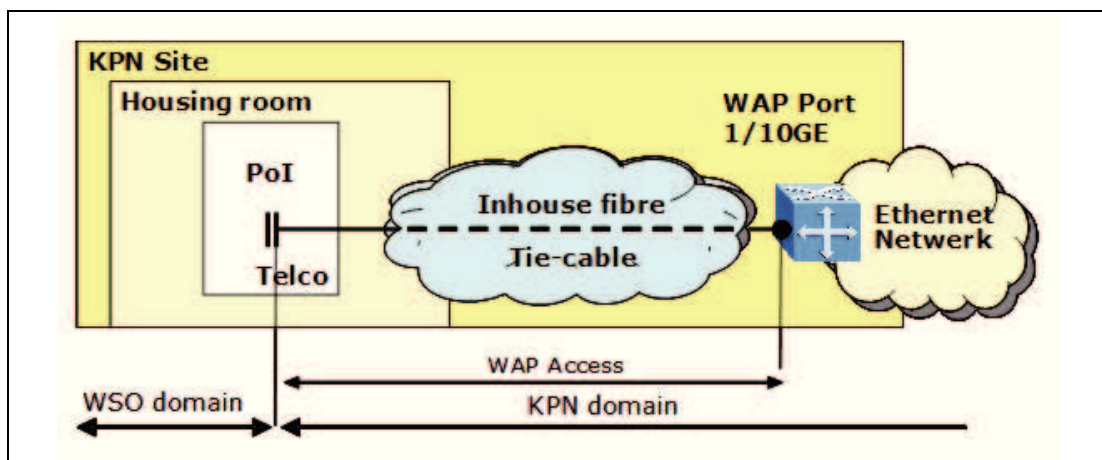 KPN Site
Housing room
WAP Port
1/10GE
PoI
Telco
Inhouse fibre
Tie-cable
Ethernet
Netwerk
WAP Access
WSO domain
KPN domain